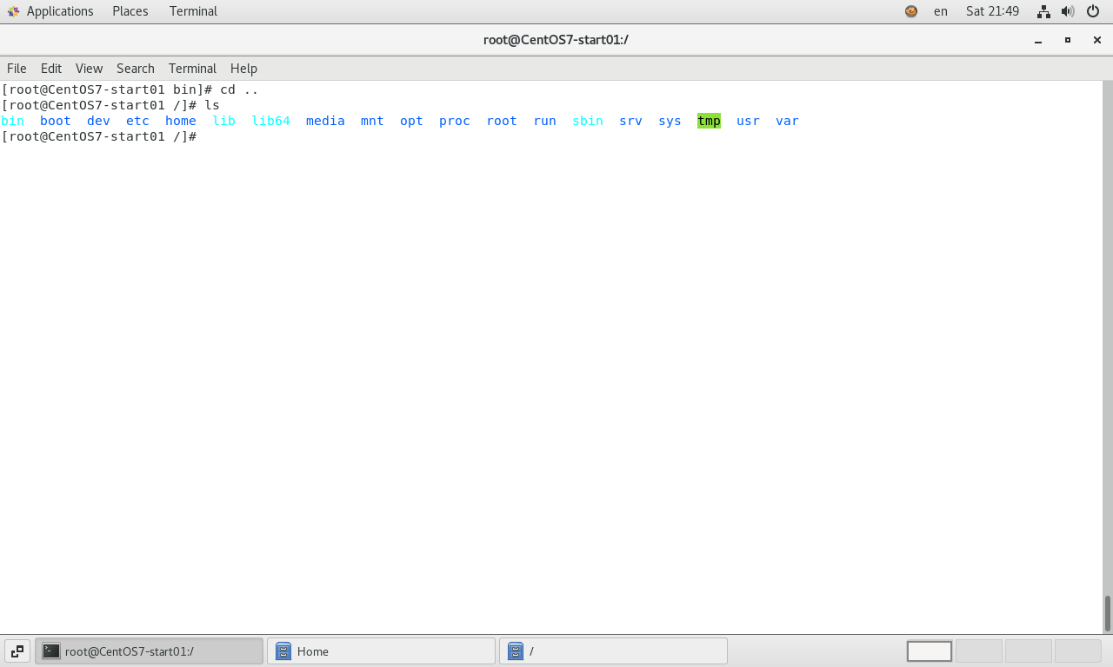 Applications Places Terminal en Sat 21:49
root@CentOS7-start01:/
File Edit View Search Terminal Help
[root@CentOS7-start01 bin]# cd ..
[root@CentOS7-start01 /]# ls
bin boot dev etc home lib lib64 media mnt opt proc root run sbin srv sys tmp usr var
[root@CentOS7-start01 /]#
root@CentOS7-start01:/ Home /